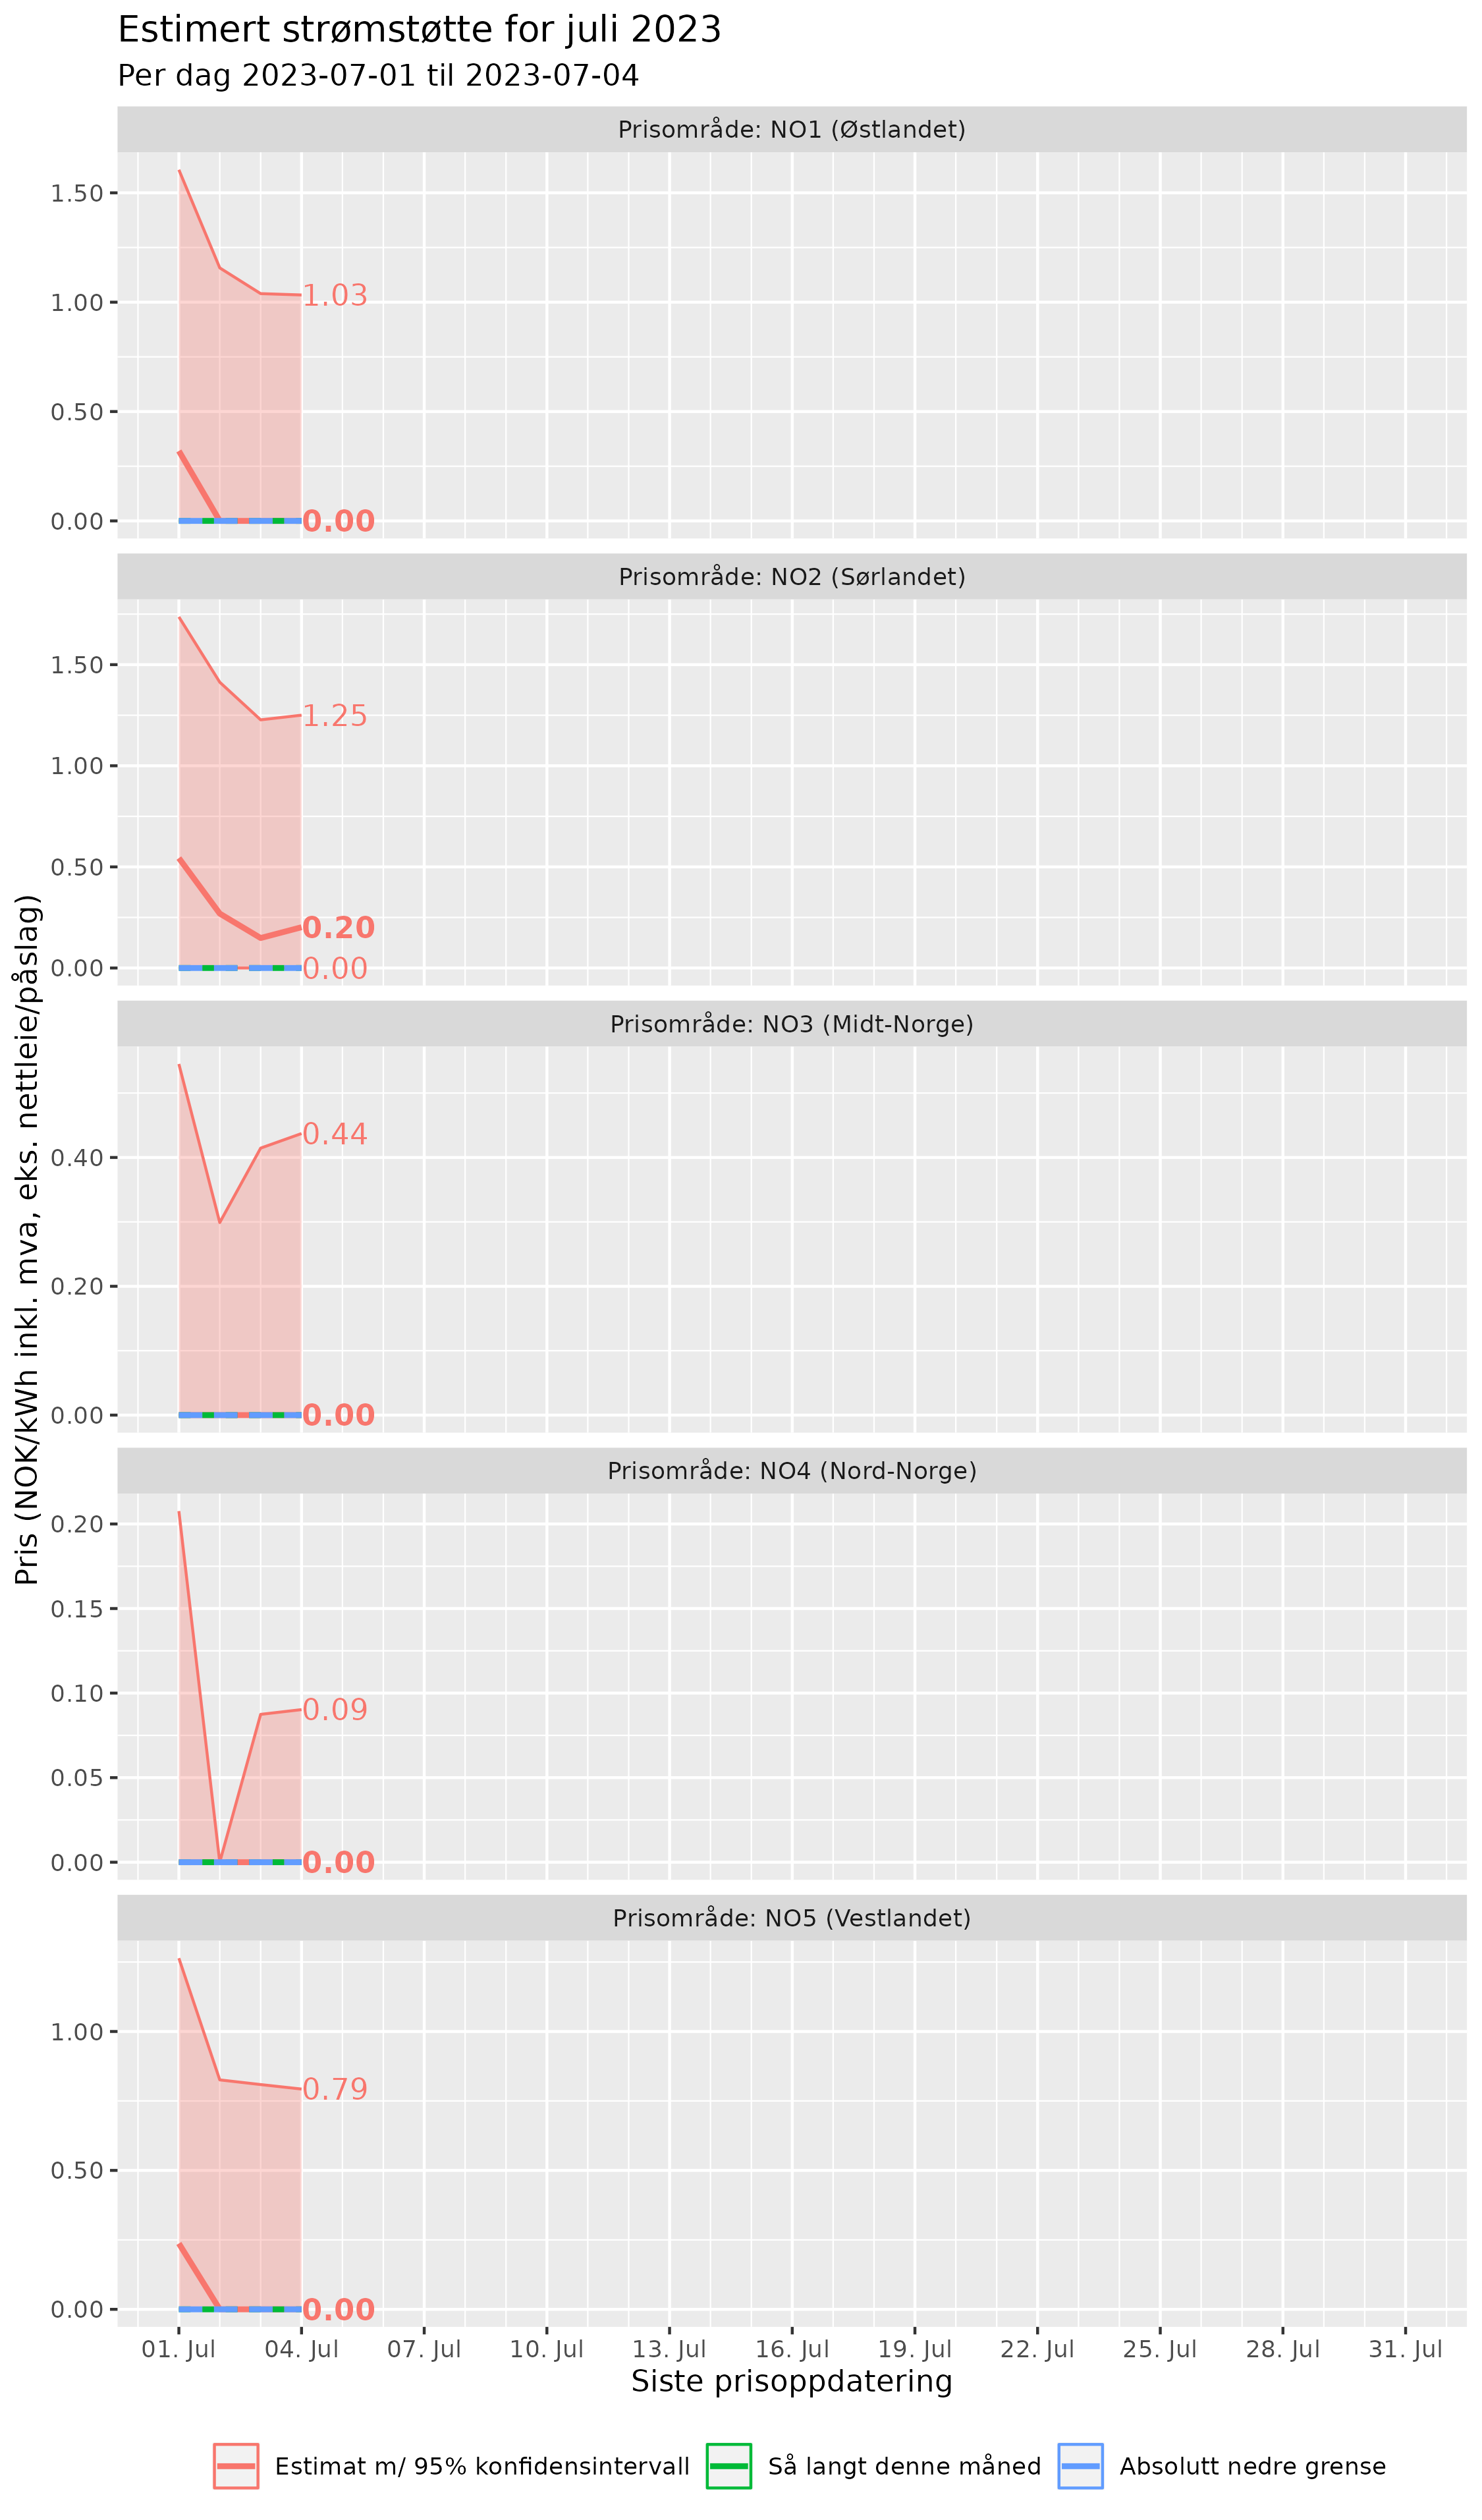 Estimert strømstøtte for juli 2023
Per dag 2023-07-01 til 2023-07-04
Pris (NOK/kWh inkl. mva, eks. nettleie/påslag)
Prisområde: NO1 (Østlandet)
1.50
1.00
0.50
0.00
1.03
0.00
Prisområde: NO2 (Sørlandet)
1.50
1.00
0.50
0.00
1.25
0.20
0.00
Prisområde: NO3 (Midt-Norge)
0.40
0.20
0.00
0.44
0.00
Prisområde: NO4 (Nord-Norge)
0.20
0.15
0.10
0.05
0.00
0.09
0.00
Prisområde: NO5 (Vestlandet)
1.00
0.50
0.00
0.79
0.00
01. Jul 04. Jul 07. Jul 10. Jul 13. Jul 16. Jul 19. Jul 22. Jul 25. Jul 28. Jul 31. Jul
Siste prisoppdatering
Estimat m/ 95% konfidensintervall Så langt denne måned Absolutt nedre grense